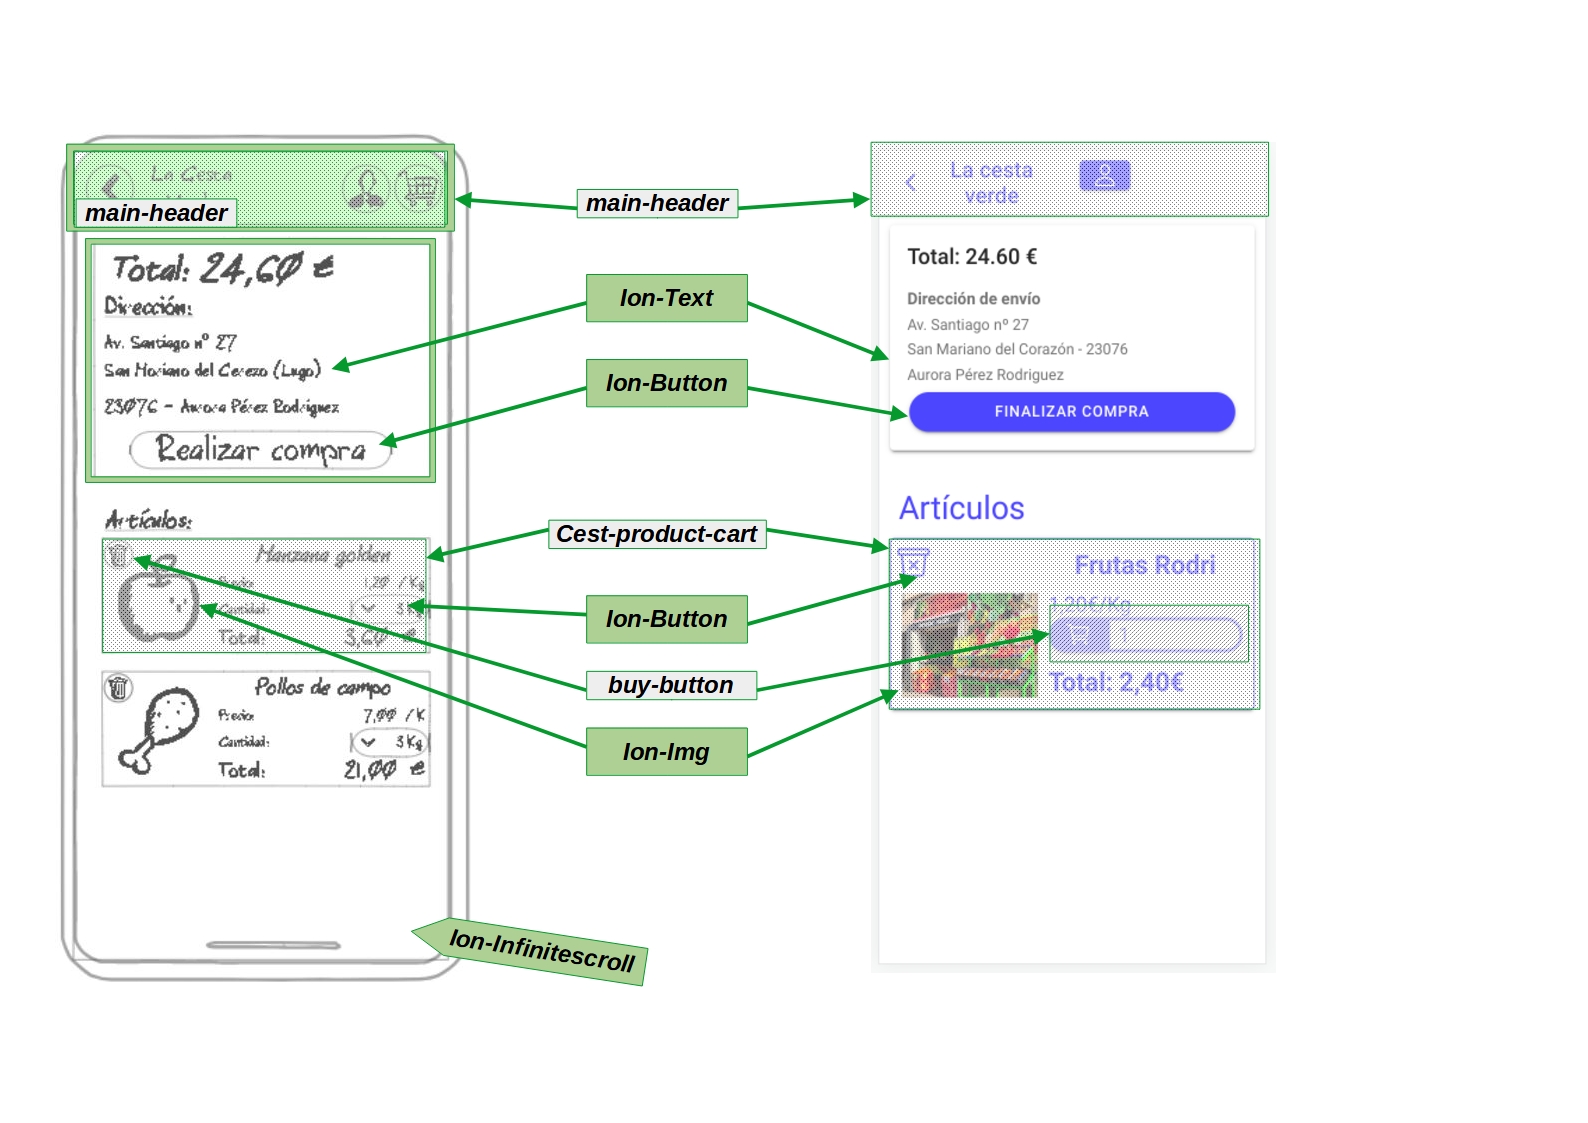 La Cesta
main-header
Total: 24,60 €
Dirección:
Av. Santiago nº 27
San Mariano del Cerezo (Lugo)
23076 - Aurora Pérez Rodriguez
Realizar compra
Artículos:
Manzana golden
Precio: 1,20 /Kg
Cantidad: 3 Kg
Total: 3,60 €
Pollos de campo
Precio: 7,00 /K
Cantidad: 3 Kg
Total: 21,00 €
main-header
Ion-Text
Ion-Button
Cest-product-cart
Ion-Button
buy-button
Ion-Img
Ion-Infinitescroll
La cesta
verde
Total: 24.60 €
Dirección de envío
Av. Santiago nº 27
San Mariano del Corazón - 23076
Aurora Pérez Rodriguez
FINALIZAR COMPRA
Artículos
Frutas Rodri
1.20€/Kg
Total: 2,40€